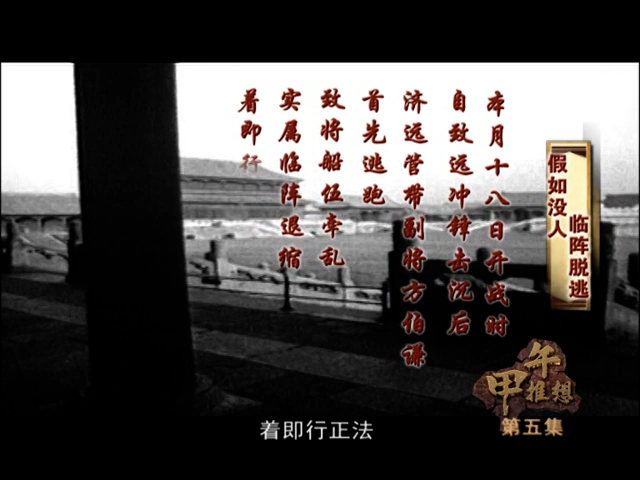 本月十八日开战时
自致远冲锋击沉后
济远管带副将方伯谦
首先逃跑
致将船伍牵乱
实属临阵退缩
着即行
假如没人
临阵脱逃
甲午推想
第五集
着即行正法